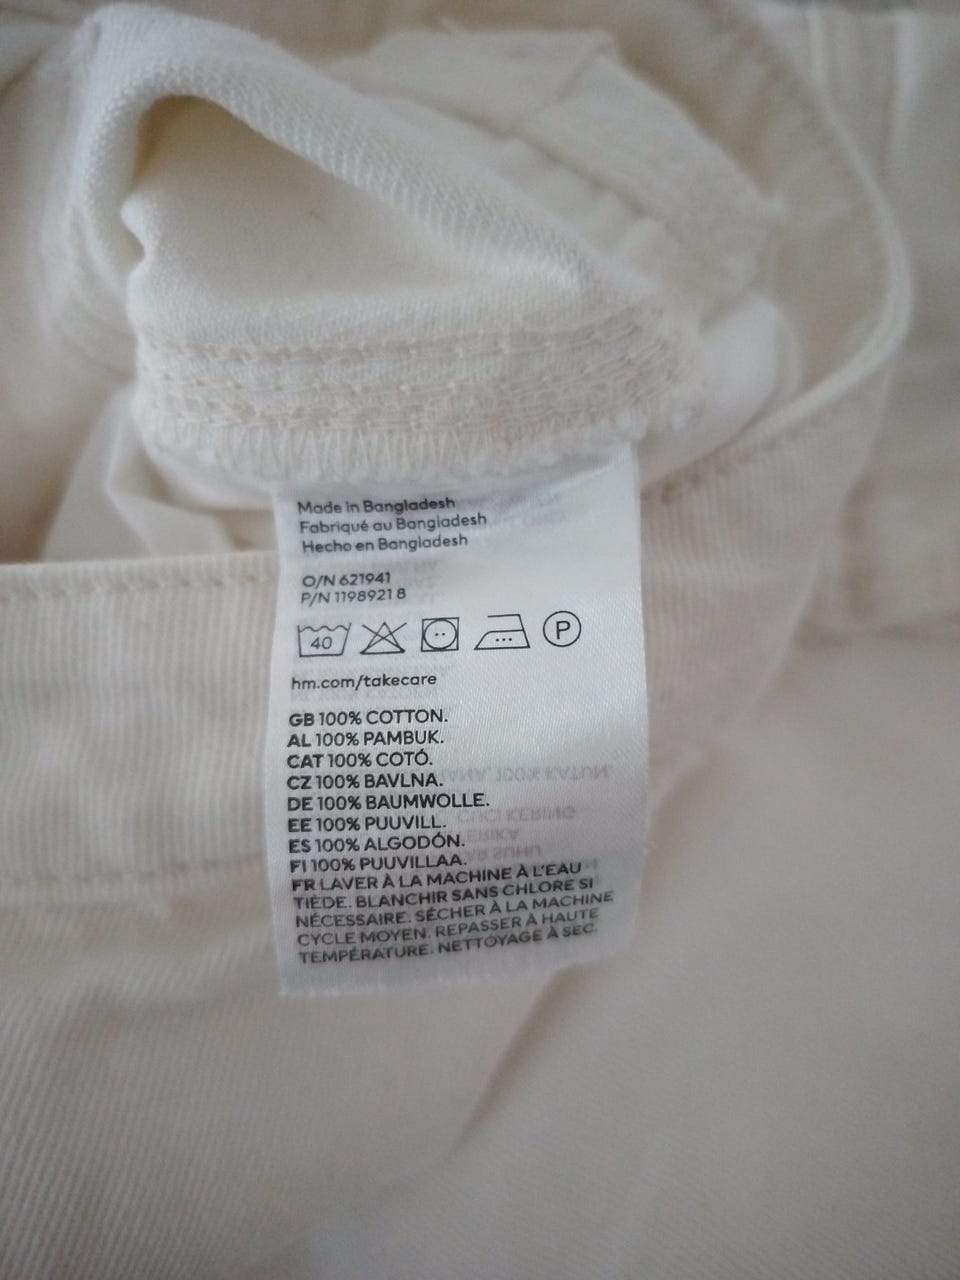 Made in Bangladesh
Fabriqué au Bangladesh
Hecho en Bangladesh
O/N 621941
P/N 1198921 8
40 P
hm.com/takecare
GB 100% COTTON.
AL 100% PAMBUK.
CAT 100% COTÓ.
CZ 100% BAVLNA.
DE 100% BAUMWOLLE.
EE 100% PUUVILL.
ES 100% ALGODÓN.
FI 100% PUUVILLAA.
FR LAVER À LA MACHINE À L'EAU
TIÈDE. BLANCHIR SANS CHLORE SI
NÉCESSAIRE. SÉCHER À LA MACHINE
CYCLE MOYEN. REPASSER À HAUTE
TEMPÉRATURE. NETTOYAGE À SEC.